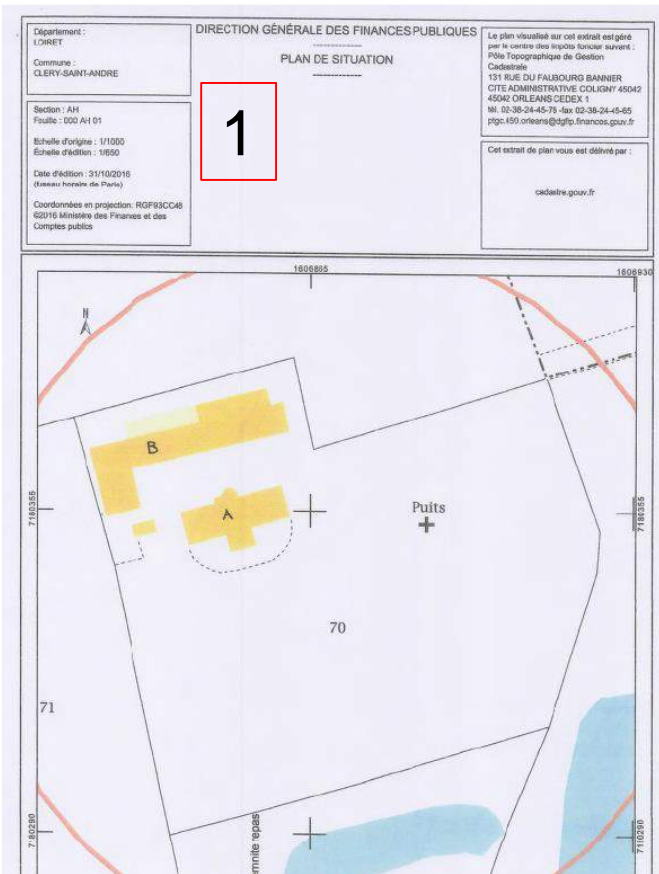 Département :
LOIRET
Commune :
CLERY-SAINT-ANDRE
Section : AH
Feuille : 000 AH 01
Échelle d'origine : 1/1000
Échelle d'édition : 1/650
Date d'édition : 31/10/2016
(fuseau horaire de Paris)
Coordonnées en projection : RGF93CC48
©2016 Ministère des Finances et des
Comptes publics
DIRECTION GÉNÉRALE DES FINANCES PUBLIQUES
PLAN DE SITUATION
1
Le plan visualisé sur cet extrait est géré
par le centre des impôts foncier suivant :
Pôle Topographique de Gestion
Cadastrale
131 RUE DU FAUBOURG BANNIER
CITE ADMINISTRATIVE COLIGNY 45042
45042 ORLEANS CEDEX 1
tél. 02-38-24-45-75 -fax 02-38-24-45-65
ptgc.450.orleans@dgfip.finances.gouv.fr
Cet extrait de plan vous est délivré par :
cadastre.gouv.fr
1606805
1606930
N
B
A
Puits
7180355
7180355
70
71
7180290
7180290
emnite repas